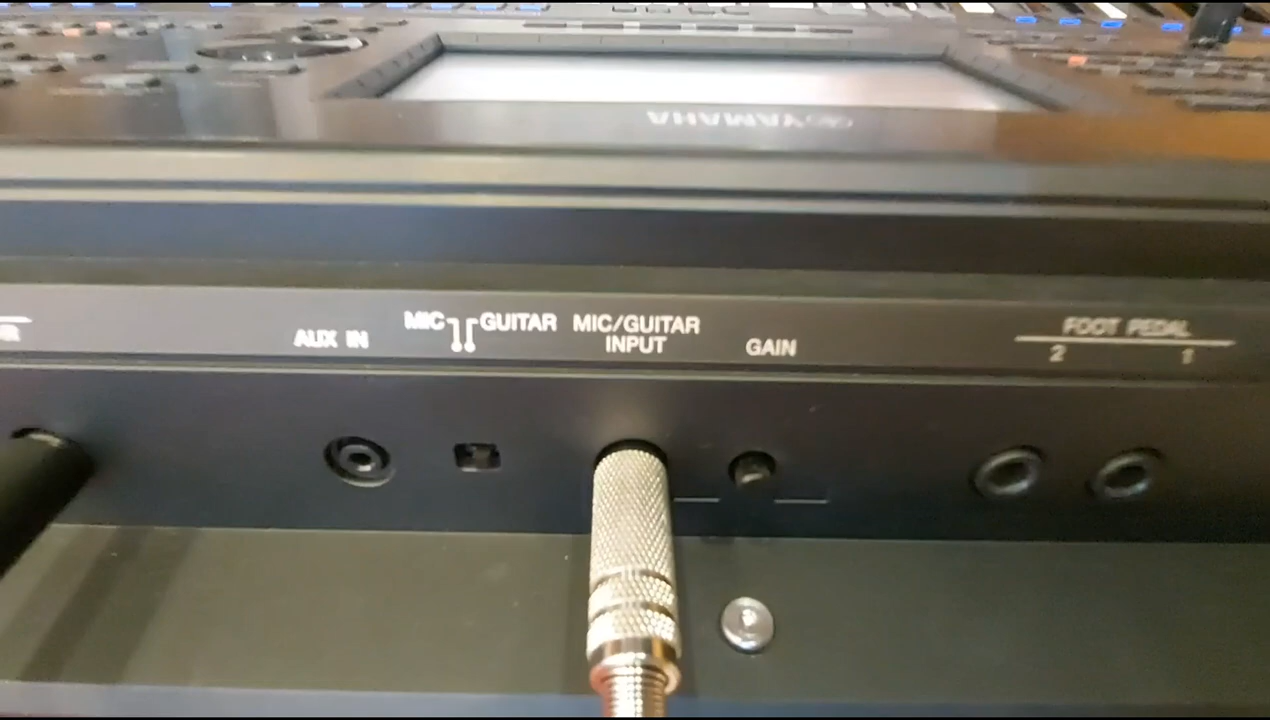 YAMAHA
AUX IN
MIC
GUITAR
MIC/GUITAR
INPUT
GAIN
FOOT PEDAL
2
1